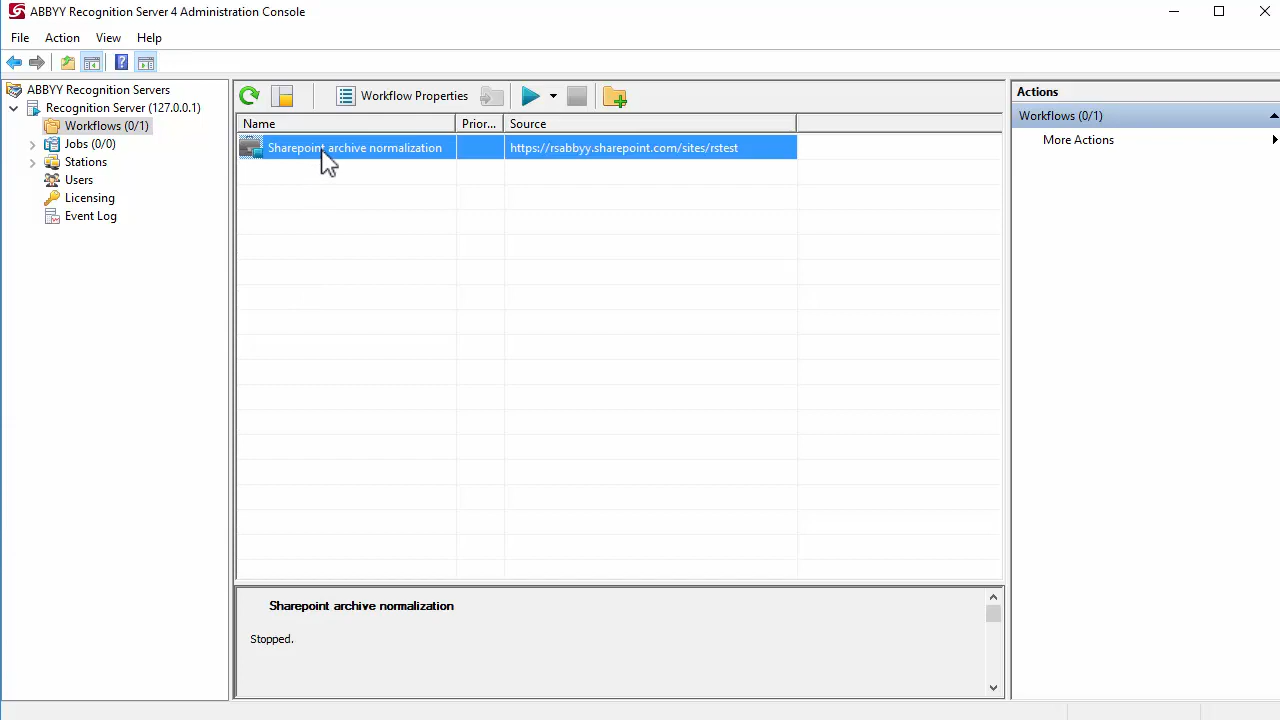 ABBYY Recognition Server 4 Administration Console
File Action View Help
ABBYY Recognition Servers
Recognition Server (127.0.0.1)
Workflows (0/1)
Jobs (0/0)
Stations
Users
Licensing
Event Log
Workflow Properties
Name Prior... Source
Sharepoint archive normalization https://rsabbyy.sharepoint.com/sites/rstest
Sharepoint archive normalization
Stopped.
Actions
Workflows (0/1)
More Actions